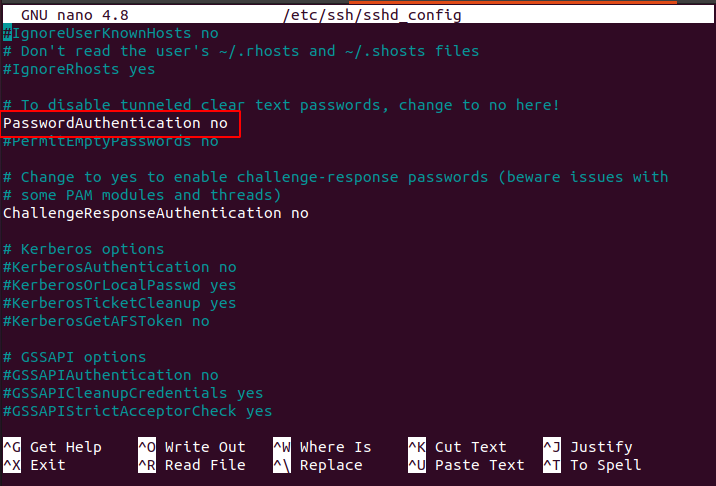 GNU nano 4.8 /etc/ssh/sshd_config
#IgnoreUserKnownHosts no
# Don't read the user's ~/.rhosts and ~/.shosts files
#IgnoreRhosts yes
# To disable tunneled clear text passwords, change to no here!
PasswordAuthentication no
#PermitEmptyPasswords no
# Change to yes to enable challenge-response passwords (beware issues with
# some PAM modules and threads)
ChallengeResponseAuthentication no
# Kerberos options
#KerberosAuthentication no
#KerberosOrLocalPasswd yes
#KerberosTicketCleanup yes
#KerberosGetAFSToken no
# GSSAPI options
#GSSAPIAuthentication no
#GSSAPICleanupCredentials yes
#GSSAPIStrictAcceptorCheck yes
^G Get Help ^O Write Out ^W Where Is ^K Cut Text ^J Justify
^X Exit ^R Read File ^\ Replace ^U Paste Text ^T To Spell